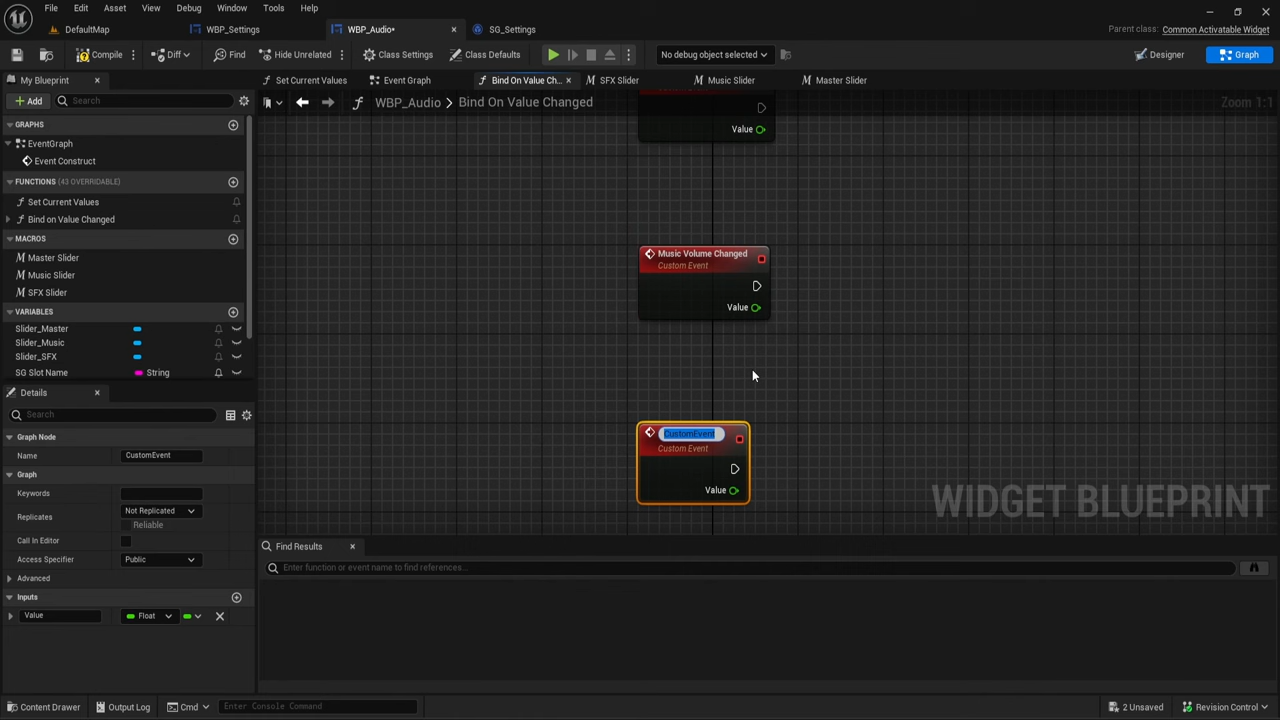 File Edit Asset View Debug Window Tools Help
DefaultMap WBP_Settings WBP_Audio• SG_Settings Parent class: Common Activatable Widget
Compile Diff Find Hide Unrelated Class Settings Class Defaults No debug object selected Designer Graph
My Blueprint Set Current Values Event Graph Bind On Value Ch... SFX Slider Music Slider Master Slider
Add Search WBP_Audio Bind On Value Changed Zoom 1:1
GRAPHS
EventGraph
Event Construct
FUNCTIONS (43 OVERRIDABLE)
Set Current Values
Bind on Value Changed
MACROS
Master Slider
Music Slider
SFX Slider
VARIABLES
Slider_Master
Slider_Music
Slider_SFX
SG Slot Name String
Value
Music Volume Changed
Custom Event
Value
CustomEvent
Custom Event
Value
WIDGET BLUEPRINT
Details
Search
Graph Node
Name CustomEvent
Graph
Keywords
Replicates Not Replicated
Reliable
Call In Editor
Access Specifier Public
Advanced
Inputs
Value Float
Find Results
Enter function or event name to find references...
Content Drawer Output Log Cmd Enter Console Command 2 Unsaved Revision Control